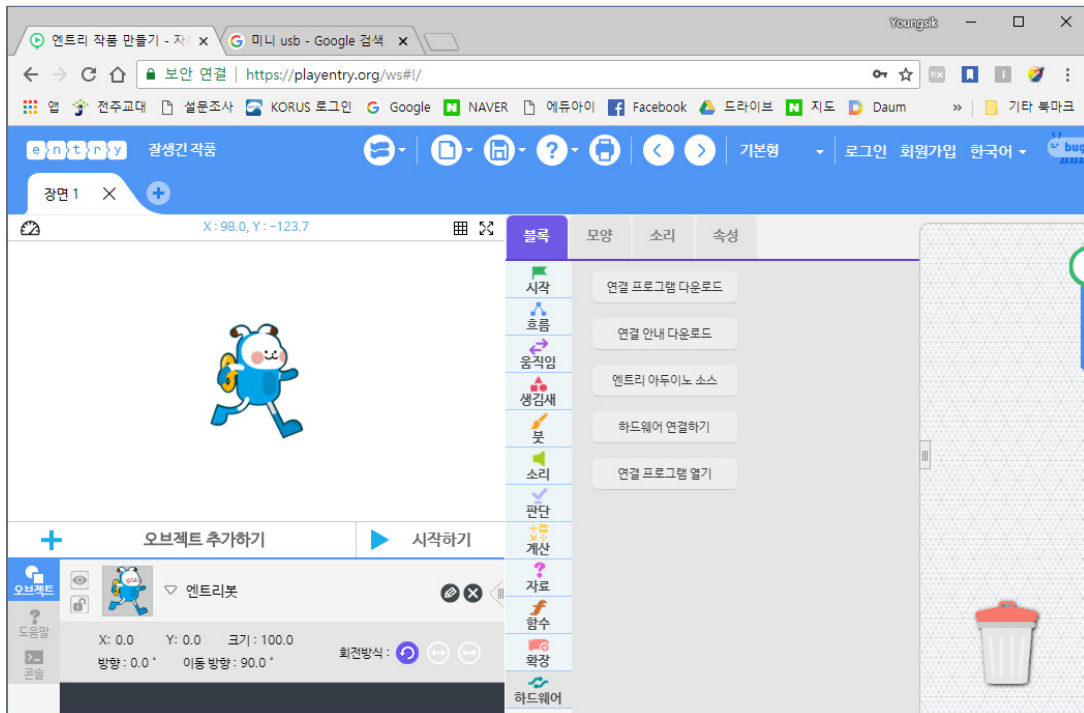 Youngsik
엔트리 작품 만들기 - 자
미니 usb - Google 검색
보안 연결 https://playentry.org/ws#!/
앱 전주교대 설문조사 KORUS 로그인 Google NAVER 에듀아이 Facebook 드라이브 지도 Daum » 기타 북마크
entry 잘생긴 작품 기본형 로그인 회원가입 한국어 bug
장면 1
X : 98.0, Y : -123.7
블록 모양 소리 속성
시작
흐름
움직임
생김새
붓
소리
판단
계산
자료
함수
확장
하드웨어
연결 프로그램 다운로드
연결 안내 다운로드
엔트리 아두이노 소스
하드웨어 연결하기
연결 프로그램 열기
오브젝트 추가하기 시작하기
오브젝트
도움말
콘솔
엔트리봇
X: 0.0 Y: 0.0 크기 : 100.0
방향 : 0.0 ˚ 이동 방향 : 90.0 ˚
회전방식 :